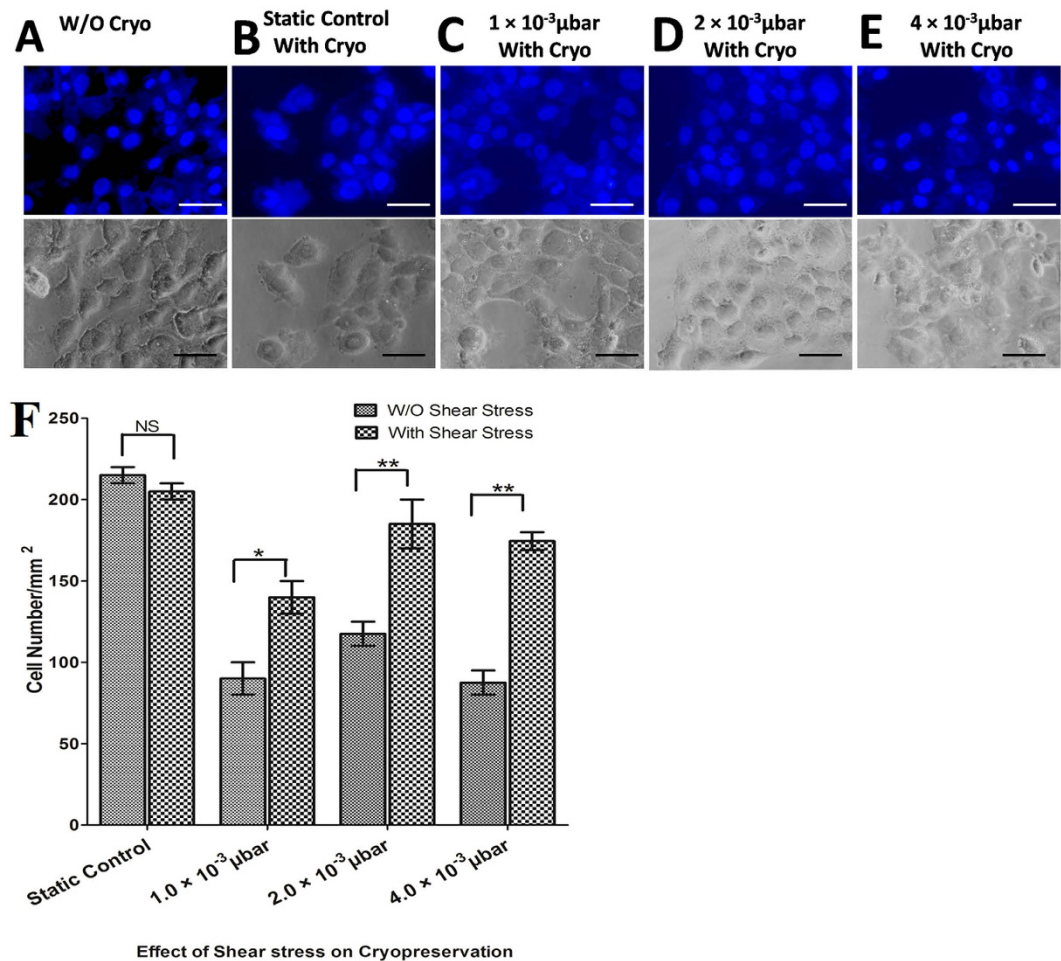 A
W/O Cryo
B
Static Control
With Cryo
C
1 × 10⁻³μbar
With Cryo
D
2 × 10⁻³μbar
With Cryo
E
4 × 10⁻³μbar
With Cryo
F
W/O Shear Stress
With Shear Stress
NS
*
**
**
250
200
150
100
50
0
Cell Number/mm ²
Static Control
1.0 × 10⁻³ μbar
2.0 × 10⁻³ μbar
4.0 × 10⁻³ μbar
Effect of Shear stress on Cryopreservation